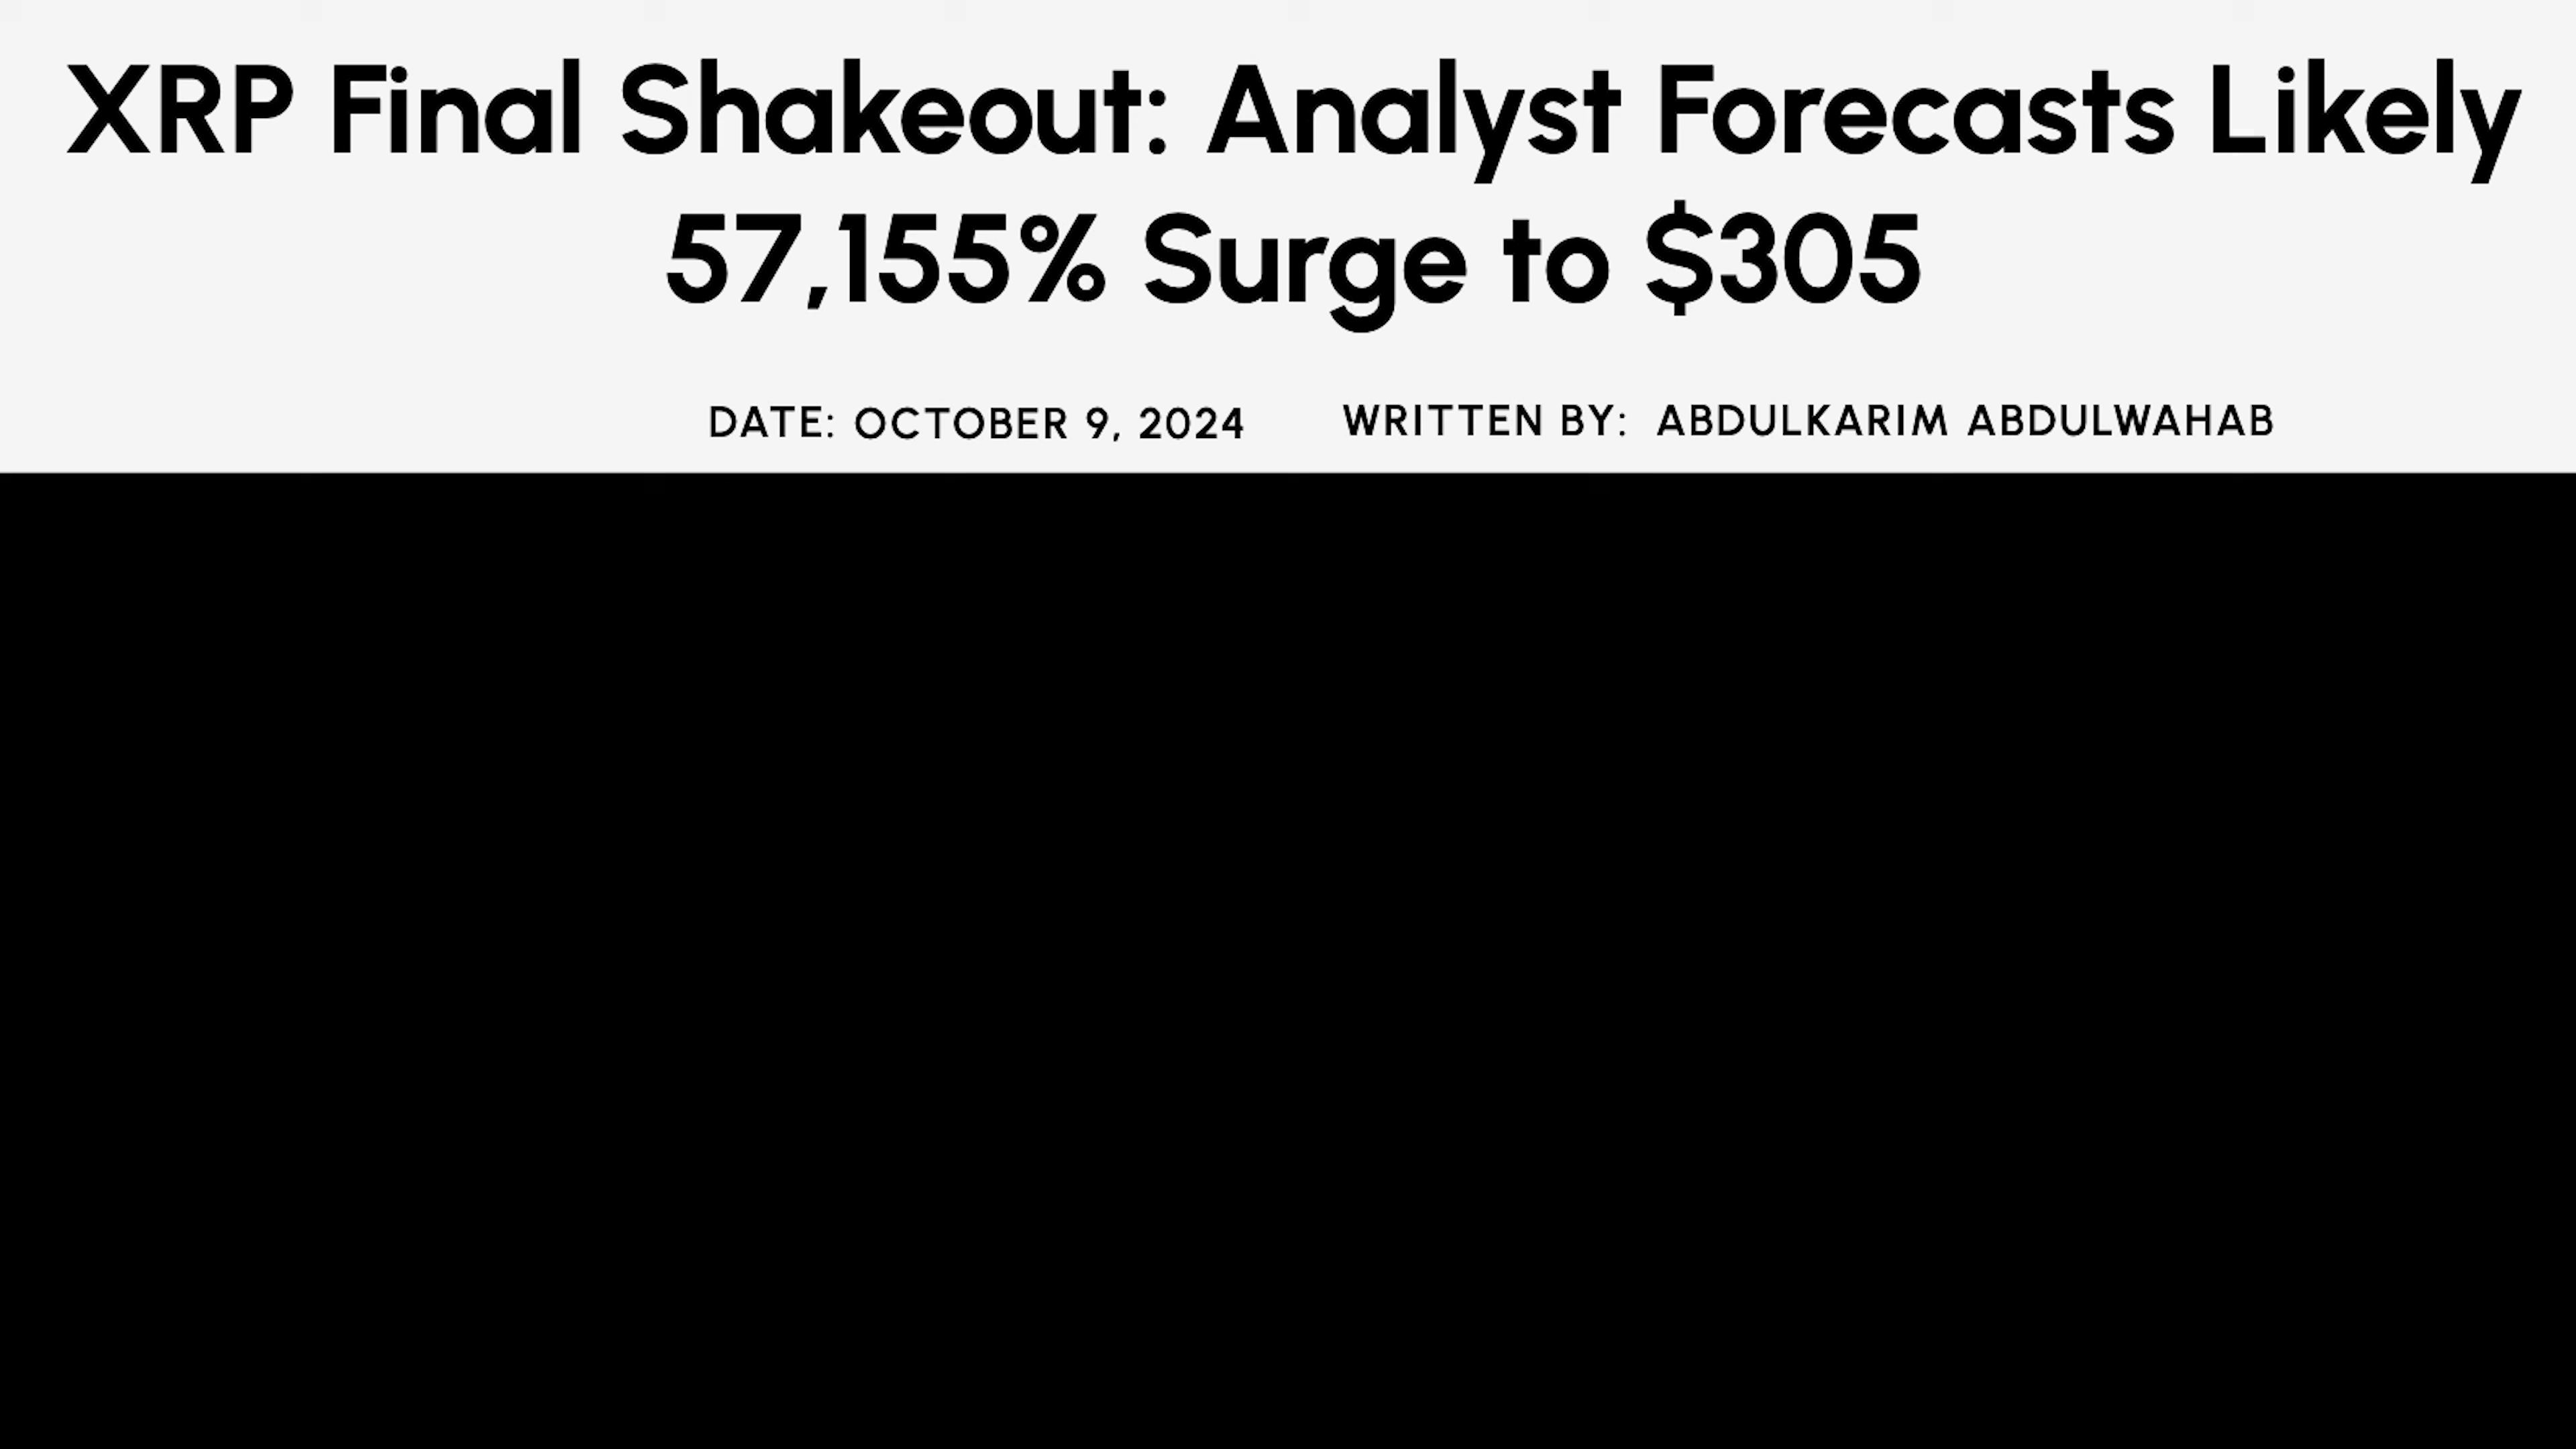 XRP Final Shakeout: Analyst Forecasts Likely
57,155% Surge to $305
DATE: OCTOBER 9, 2024 WRITTEN BY: ABDULKARIM ABDULWAHAB